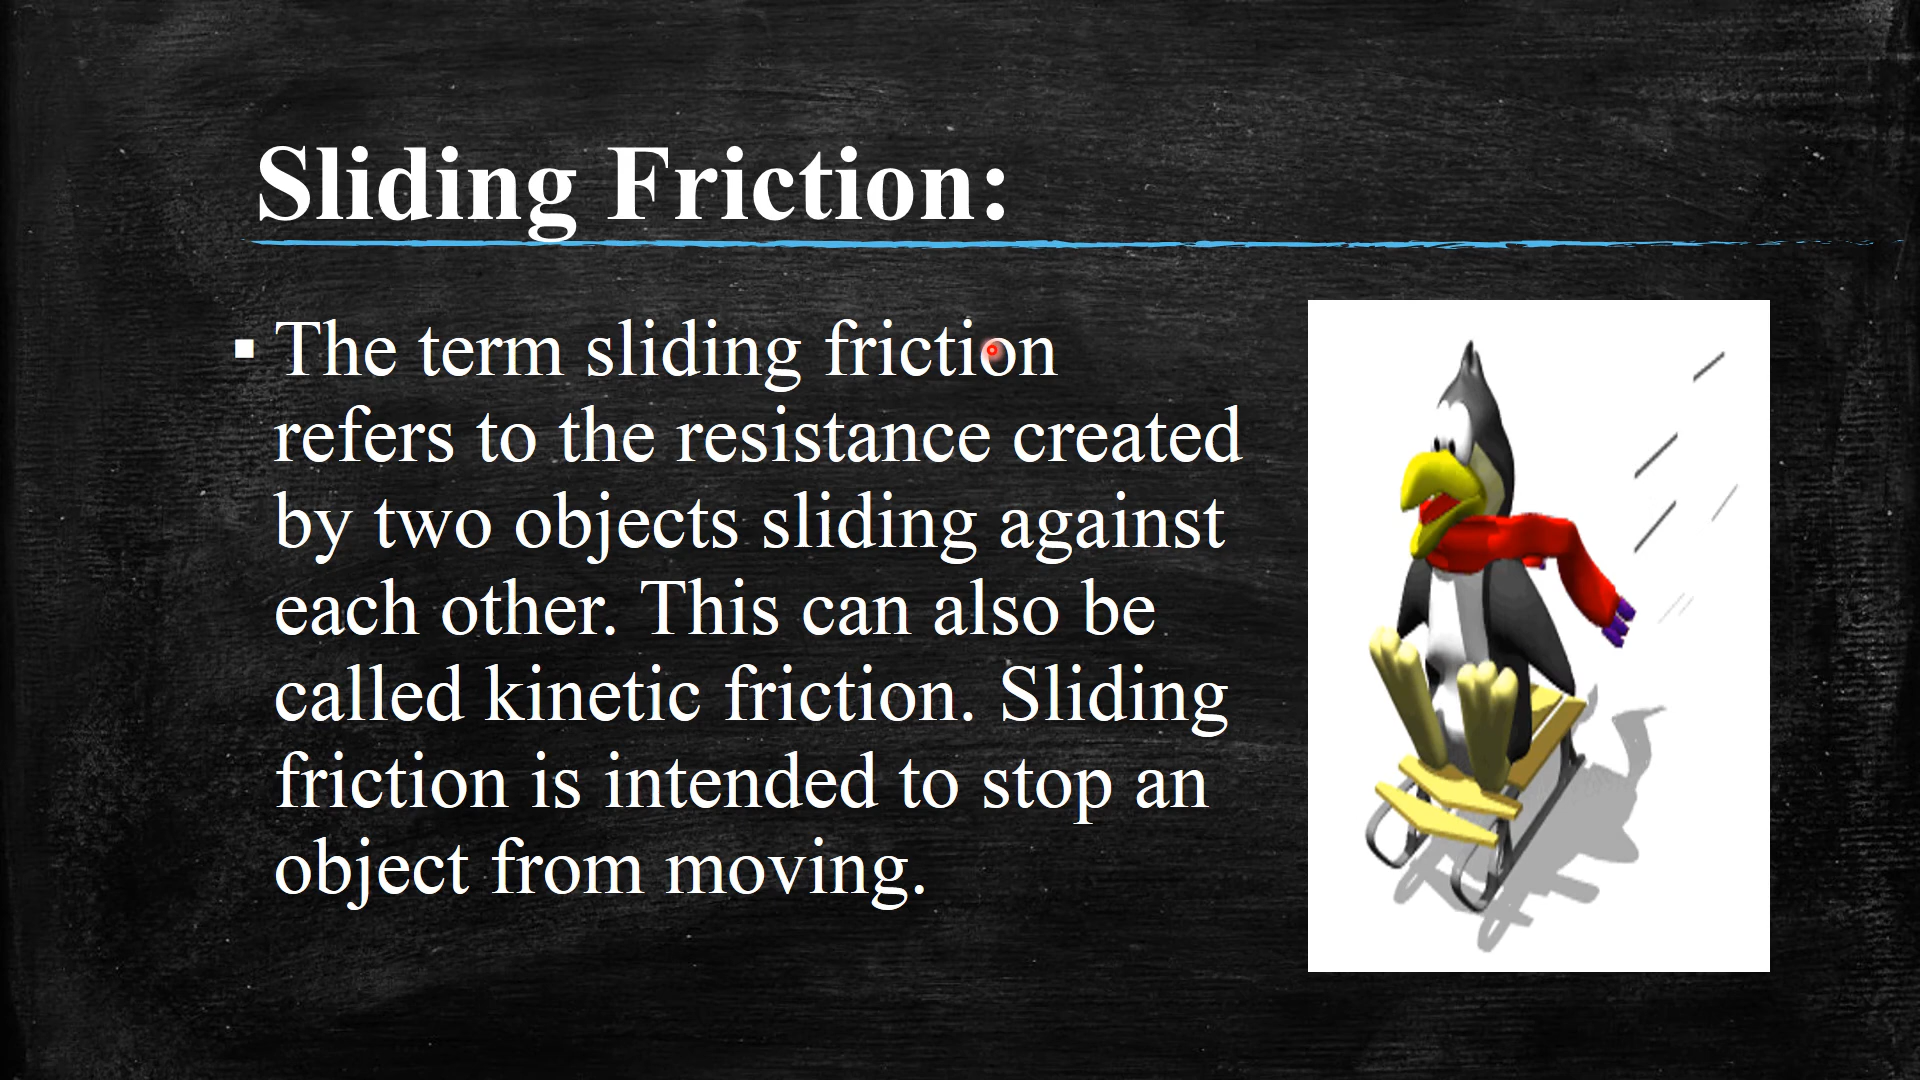 Sliding Friction:
▪ The term sliding friction
refers to the resistance created
by two objects sliding against
each other. This can also be
called kinetic friction. Sliding
friction is intended to stop an
object from moving.